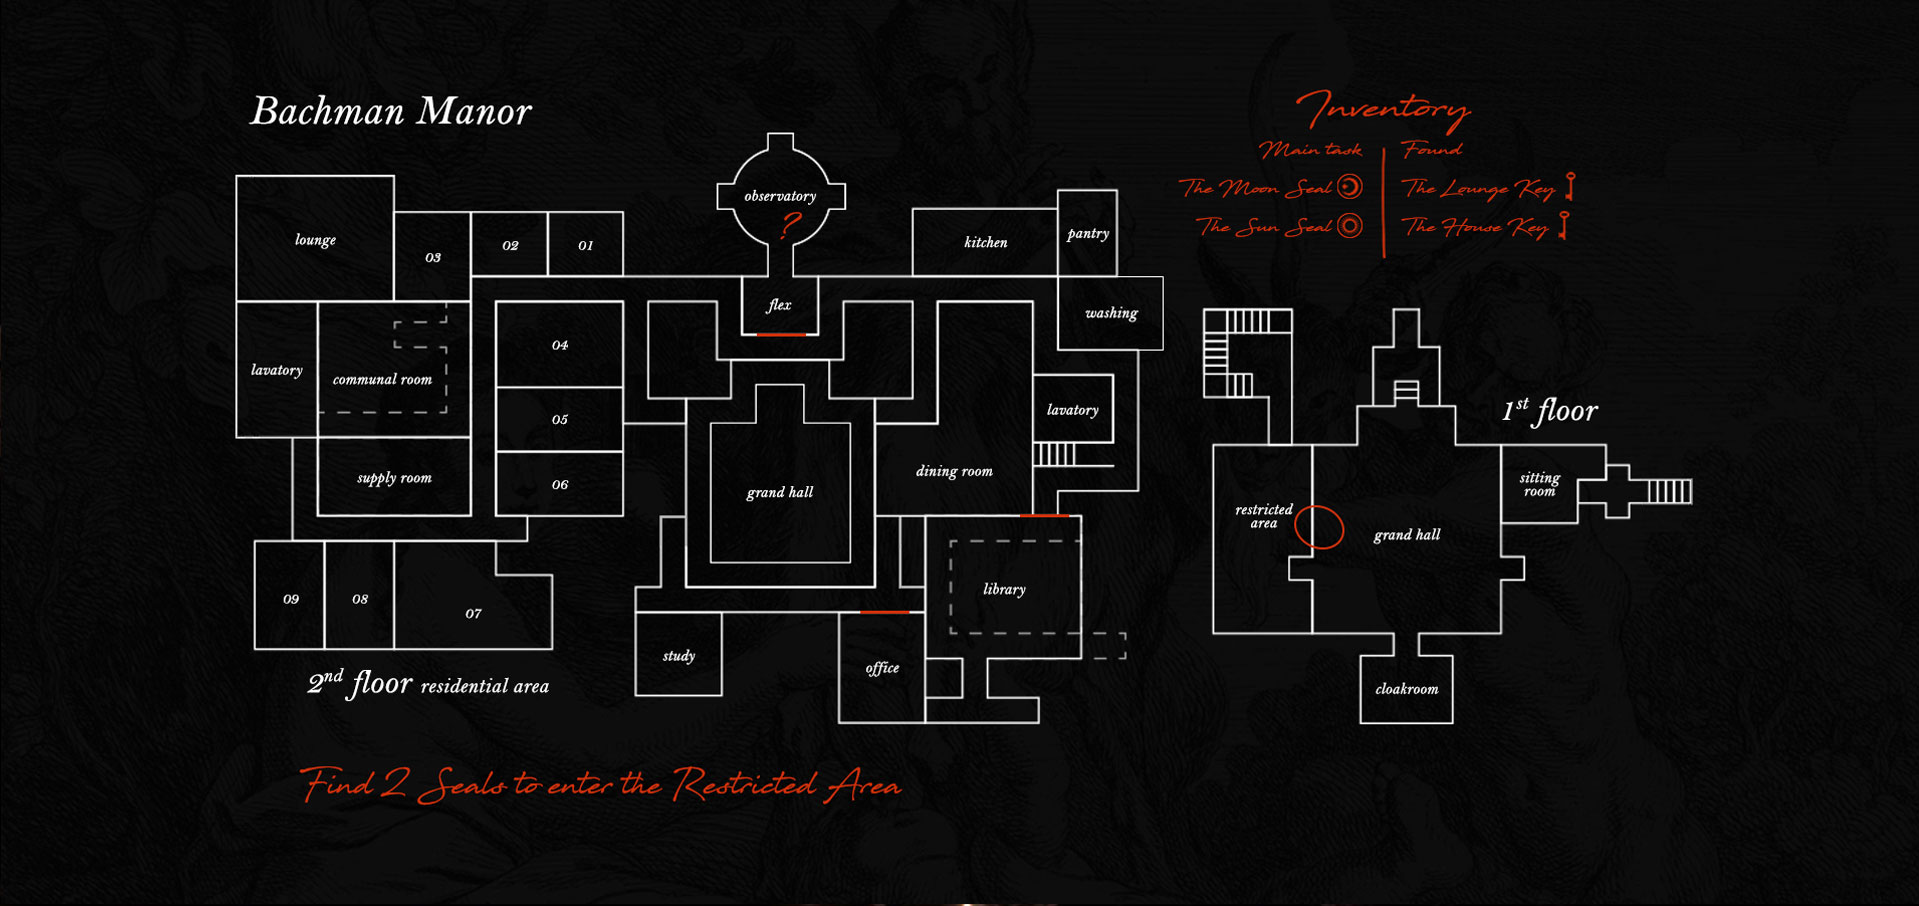 Bachman Manor
Inventory
Main task
Found
The Moon Seal
The Lounge Key
The Sun Seal
The House Key
observatory
?
lounge
03
02
01
kitchen
pantry
flex
washing
lavatory
communal room
04
05
06
supply room
grand hall
dining room
lavatory
library
09
08
07
study
office
2nd floor residential area
1st floor
sitting
room
restricted
area
grand hall
cloakroom
Find 2 Seals to enter the Restricted Area